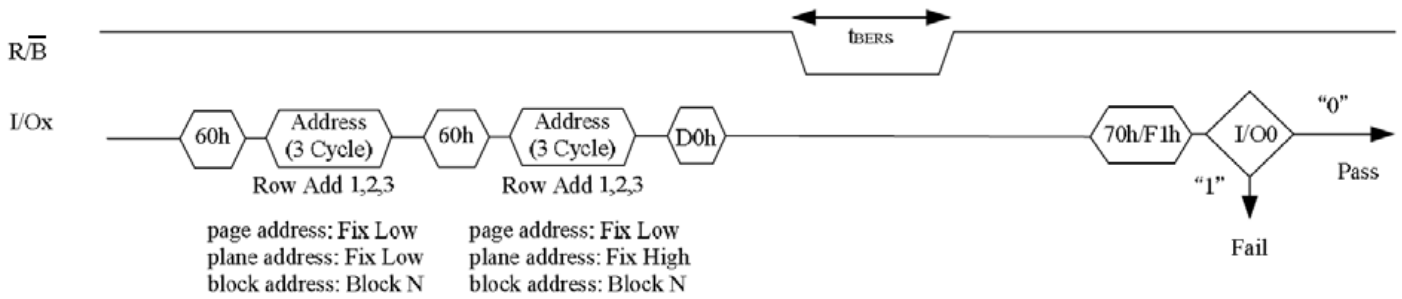 tBERS
R/B
I/Ox
60h
Address
(3 Cycle)
60h
Address
(3 Cycle)
D0h
70h/F1h
I/O0
“0”
Pass
“1”
Fail
Row Add 1,2,3
Row Add 1,2,3
page address: Fix Low
plane address: Fix Low
block address: Block N
page address: Fix Low
plane address: Fix High
block address: Block N